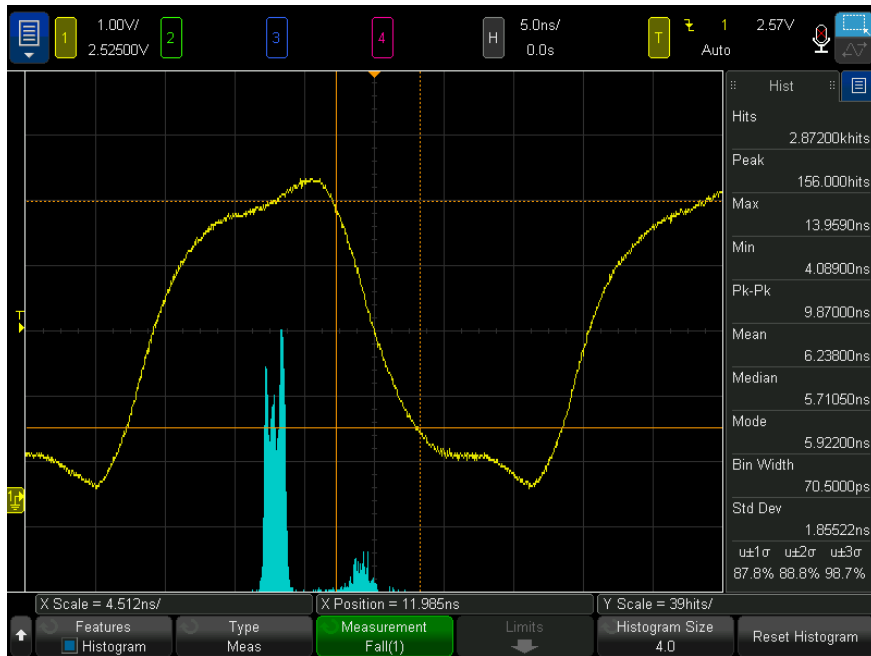 1 1.00V/ 2 3 4 H 5.0ns/ T 1 2.57V
2.52500V 0.0s Auto
Hist
Hits
2.87200khits
Peak
156.000hits
Max
13.9590ns
Min
4.08900ns
Pk-Pk
9.87000ns
Mean
6.23800ns
Median
5.71050ns
Mode
5.92200ns
Bin Width
70.5000ps
Std Dev
1.85522ns
u±1σ u±2σ u±3σ
87.8% 88.8% 98.7%
T
1
X Scale = 4.512ns/ X Position = 11.985ns Y Scale = 39hits/
Features Type Measurement Limits Histogram Size Reset Histogram
Histogram Meas Fall(1) 4.0